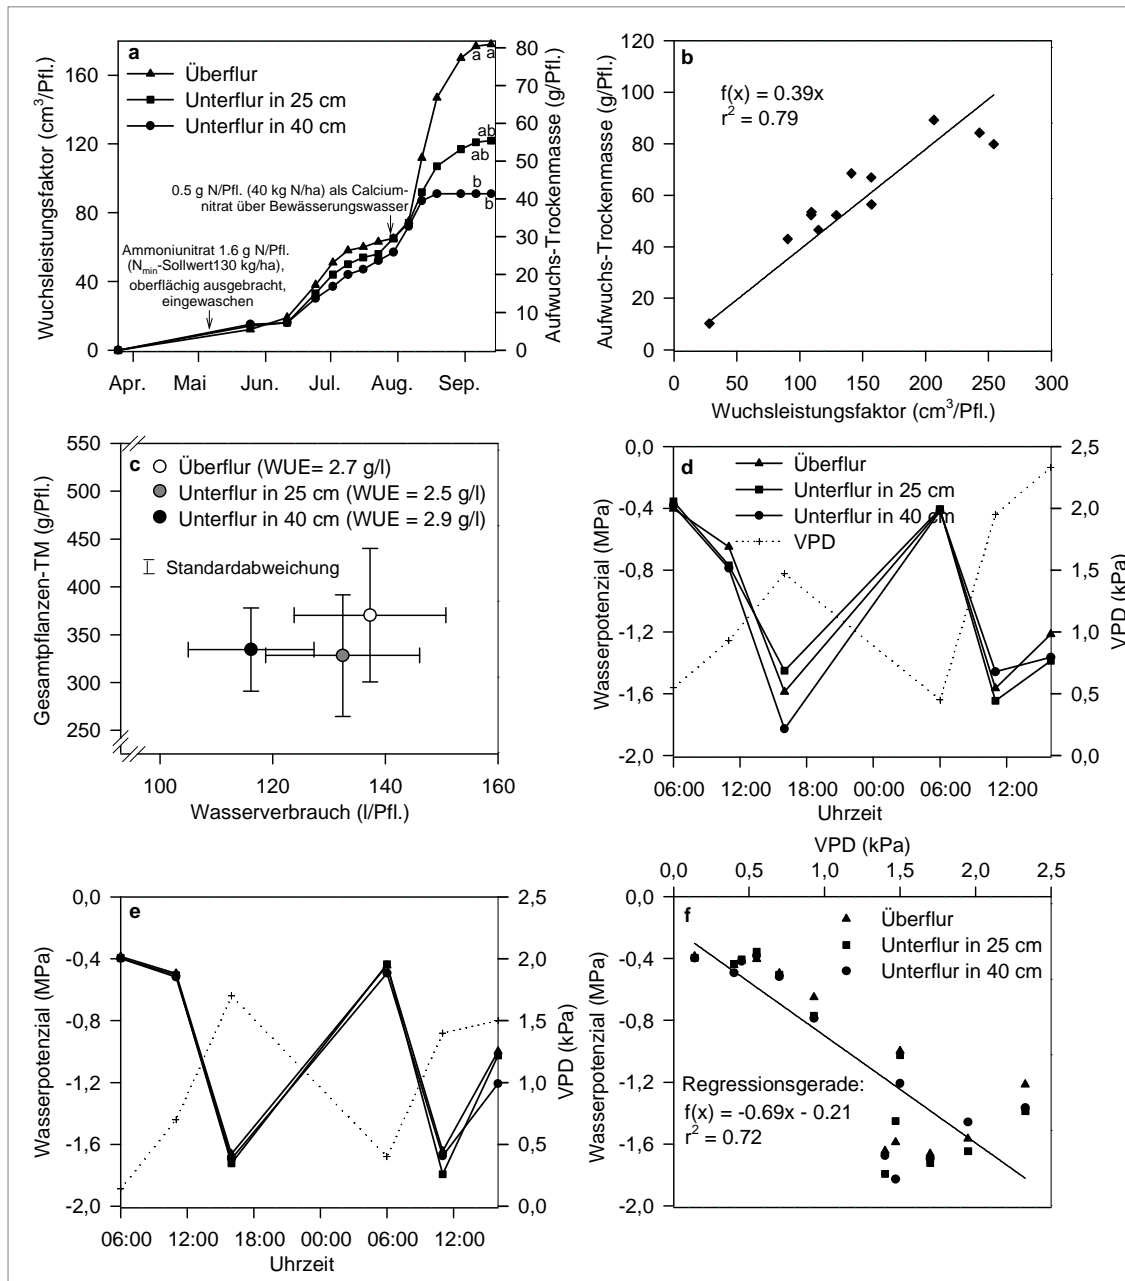 a
Überflur
Unterflur in 25 cm
Unterflur in 40 cm
Wuchsleistungsfaktor (cm³/Pfl.)
160
120
80
40
0
Aufwuchs-Trockenmasse (g/Pfl.)
80
70
60
50
40
30
20
10
0
a a
ab
ab
b
b
0.5 g N/Pfl. (40 kg N/ha) als Calcium-
nitrat über Bewässerungswasser
Ammoniunitrat 1.6 g N/Pfl.
(Nmin-Sollwert130 kg/ha),
oberflächig ausgebracht,
eingewaschen
Apr. Mai Jun. Jul. Aug. Sep.
b
f(x) = 0.39x
r² = 0.79
Aufwuchs-Trockenmasse (g/Pfl.)
120
100
80
60
40
20
0
0 50 100 150 200 250 300
Wuchsleistungsfaktor (cm³/Pfl.)
c
Überflur (WUE= 2.7 g/l)
Unterflur in 25 cm (WUE = 2.5 g/l)
Unterflur in 40 cm (WUE = 2.9 g/l)
Standardabweichung
Gesamtpflanzen-TM (g/Pfl.)
550
500
450
400
350
300
250
100 120 140 160
Wasserverbrauch (l/Pfl.)
d
Überflur
Unterflur in 25 cm
Unterflur in 40 cm
VPD
Wasserpotenzial (MPa)
0,0
-0,4
-0,8
-1,2
-1,6
-2,0
VPD (kPa)
2,5
2,0
1,5
1,0
0,5
0,0
06:00 12:00 18:00 00:00 06:00 12:00
Uhrzeit
e
Wasserpotenzial (MPa)
0,0
-0,4
-0,8
-1,2
-1,6
-2,0
VPD (kPa)
2,5
2,0
1,5
1,0
0,5
0,0
06:00 12:00 18:00 00:00 06:00 12:00
Uhrzeit
VPD (kPa)
0,0 0,5 1,0 1,5 2,0 2,5
f
Überflur
Unterflur in 25 cm
Unterflur in 40 cm
Wasserpotenzial (MPa)
0,0
-0,4
-0,8
-1,2
-1,6
-2,0
Regressionsgerade:
f(x) = -0.69x - 0.21
r² = 0.72